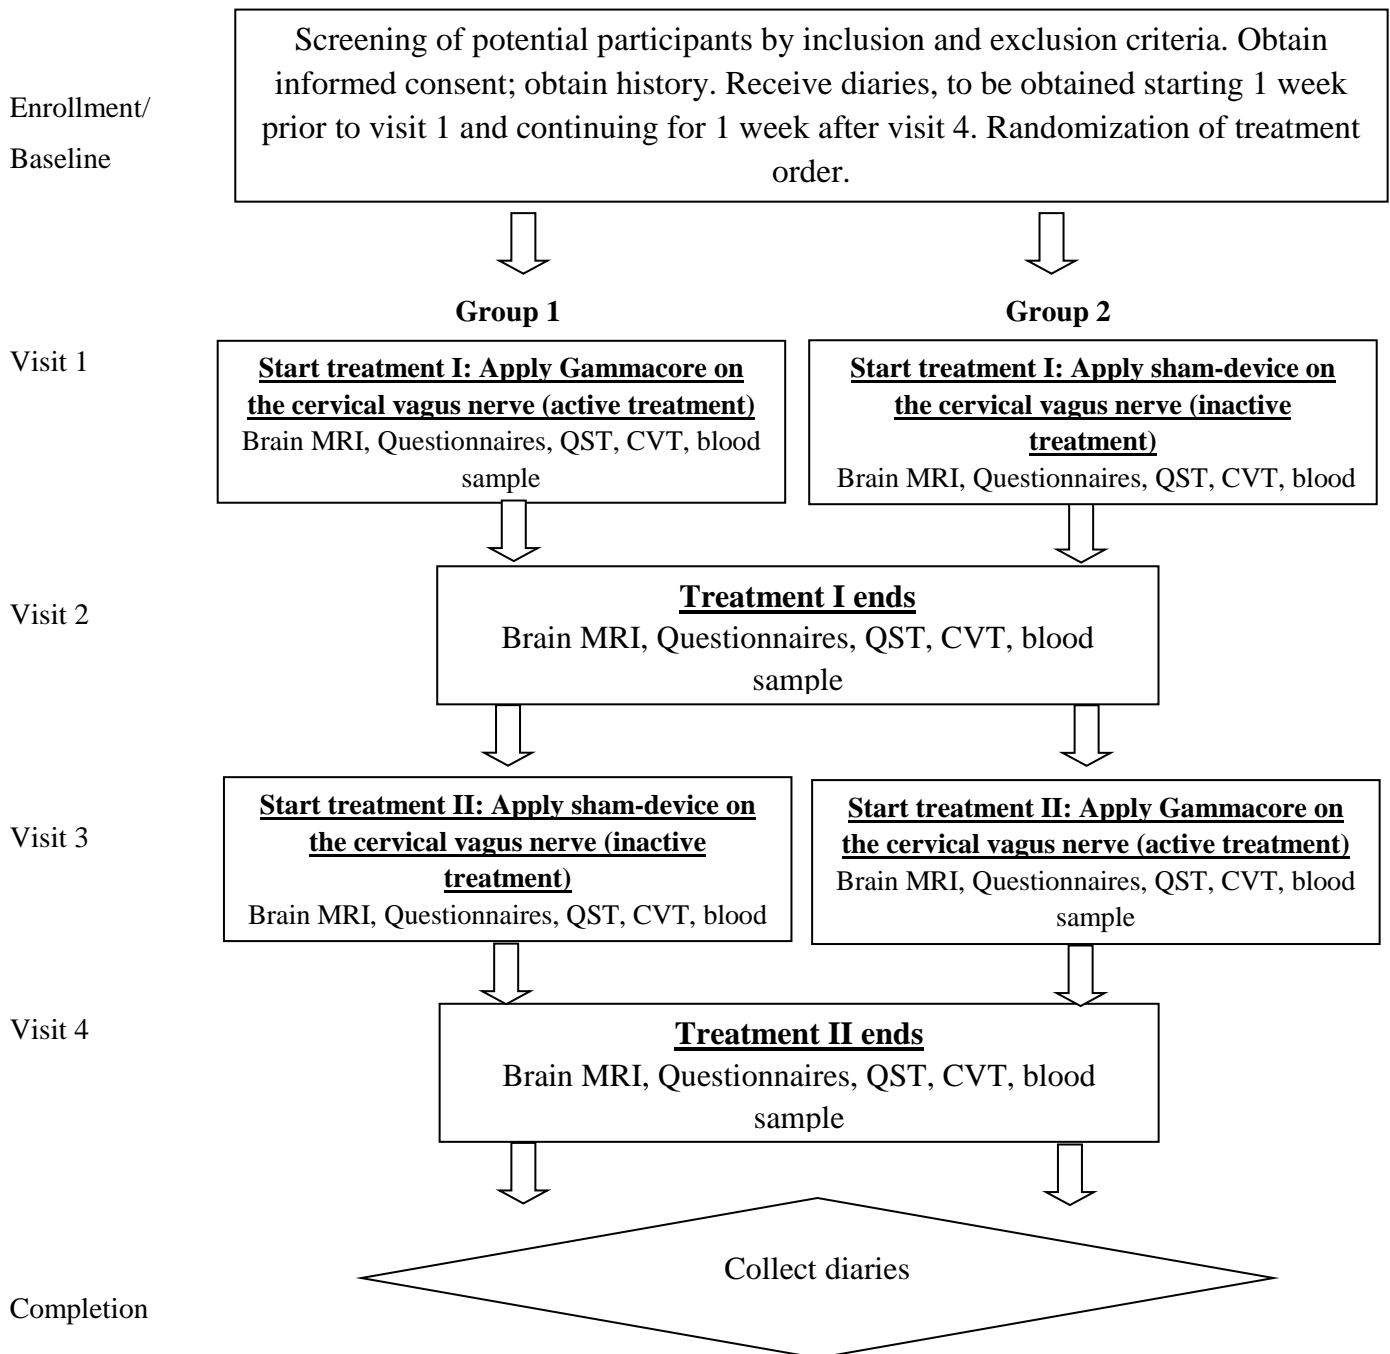 Screening of potential participants by inclusion and exclusion criteria. Obtain
informed consent; obtain history. Receive diaries, to be obtained starting 1 week
prior to visit 1 and continuing for 1 week after visit 4. Randomization of treatment
order.
Enrollment/
Baseline
Group 1
Group 2
Visit 1
Start treatment I: Apply Gammacore on
the cervical vagus nerve (active treatment)
Brain MRI, Questionnaires, QST, CVT, blood
sample
Start treatment I: Apply sham-device on
the cervical vagus nerve (inactive
treatment)
Brain MRI, Questionnaires, QST, CVT, blood
Visit 2
Treatment I ends
Brain MRI, Questionnaires, QST, CVT, blood
sample
Visit 3
Start treatment II: Apply sham-device on
the cervical vagus nerve (inactive
treatment)
Brain MRI, Questionnaires, QST, CVT, blood
Start treatment II: Apply Gammacore on
the cervical vagus nerve (active treatment)
Brain MRI, Questionnaires, QST, CVT, blood
sample
Visit 4
Treatment II ends
Brain MRI, Questionnaires, QST, CVT, blood
sample
Collect diaries
Completion